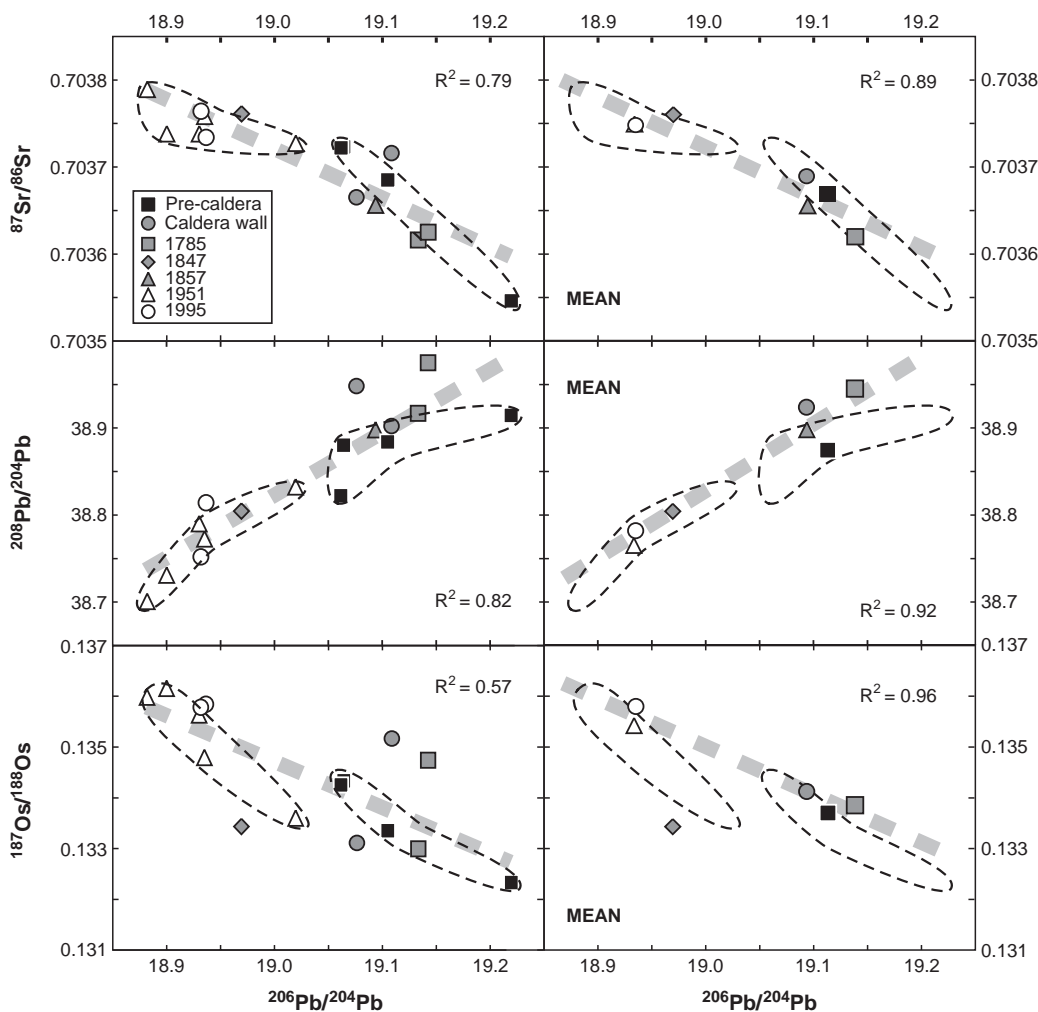 18.9 19.0 19.1 19.2 18.9 19.0 19.1 19.2
0.7038 R² = 0.79 R² = 0.89 0.7038
0.7037 0.7037
0.7036 0.7036
0.7035 0.7035
⁸⁷Sr/⁸⁶Sr
Pre-caldera
Caldera wall
1785
1847
1857
1951
1995
MEAN
MEAN
38.9 38.9
38.8 38.8
38.7 38.7
²⁰⁸Pb/²⁰⁴Pb
R² = 0.82 R² = 0.92
0.137 0.137
R² = 0.57 R² = 0.96
0.135 0.135
0.133 0.133
0.131 0.131
¹⁸⁷Os/¹⁸⁸Os
MEAN
18.9 19.0 19.1 19.2 18.9 19.0 19.1 19.2
²⁰⁶Pb/²⁰⁴Pb ²⁰⁶Pb/²⁰⁴Pb